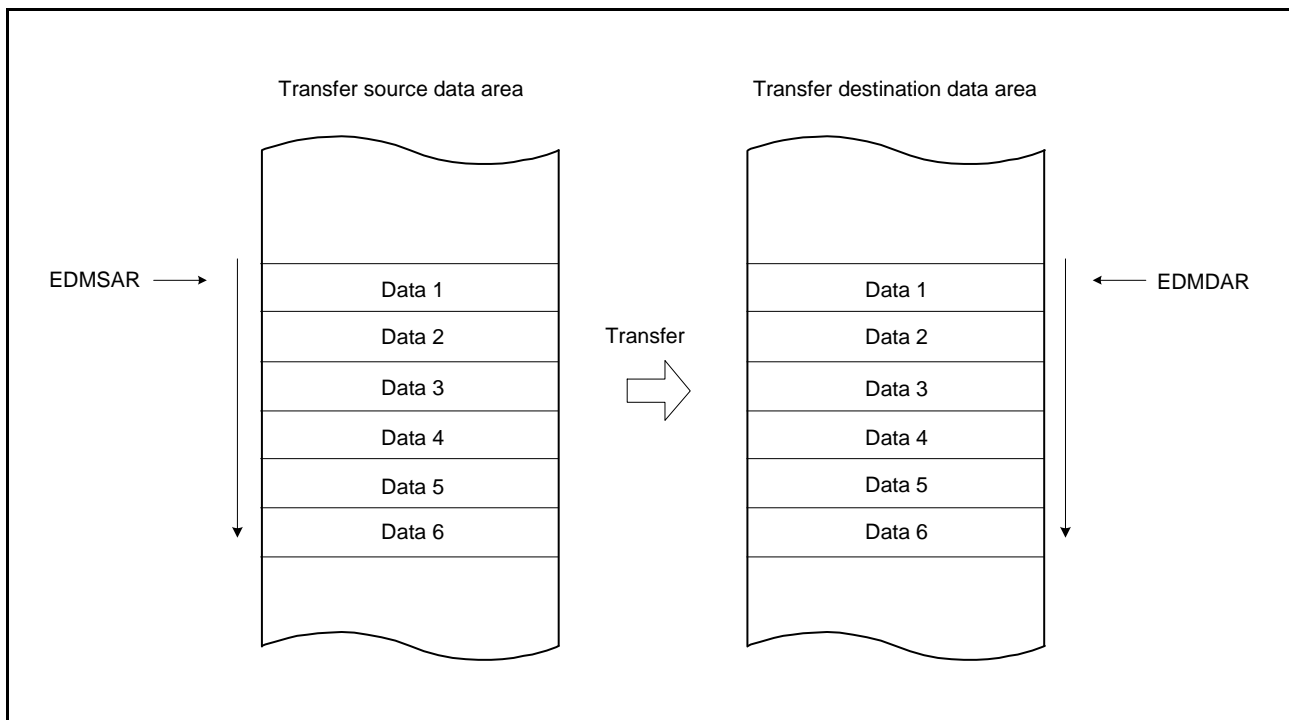 Transfer source data area
Transfer destination data area
EDMSAR
Data 1
Data 2
Data 3
Data 4
Data 5
Data 6
Transfer
Data 1
Data 2
Data 3
Data 4
Data 5
Data 6
EDMDAR